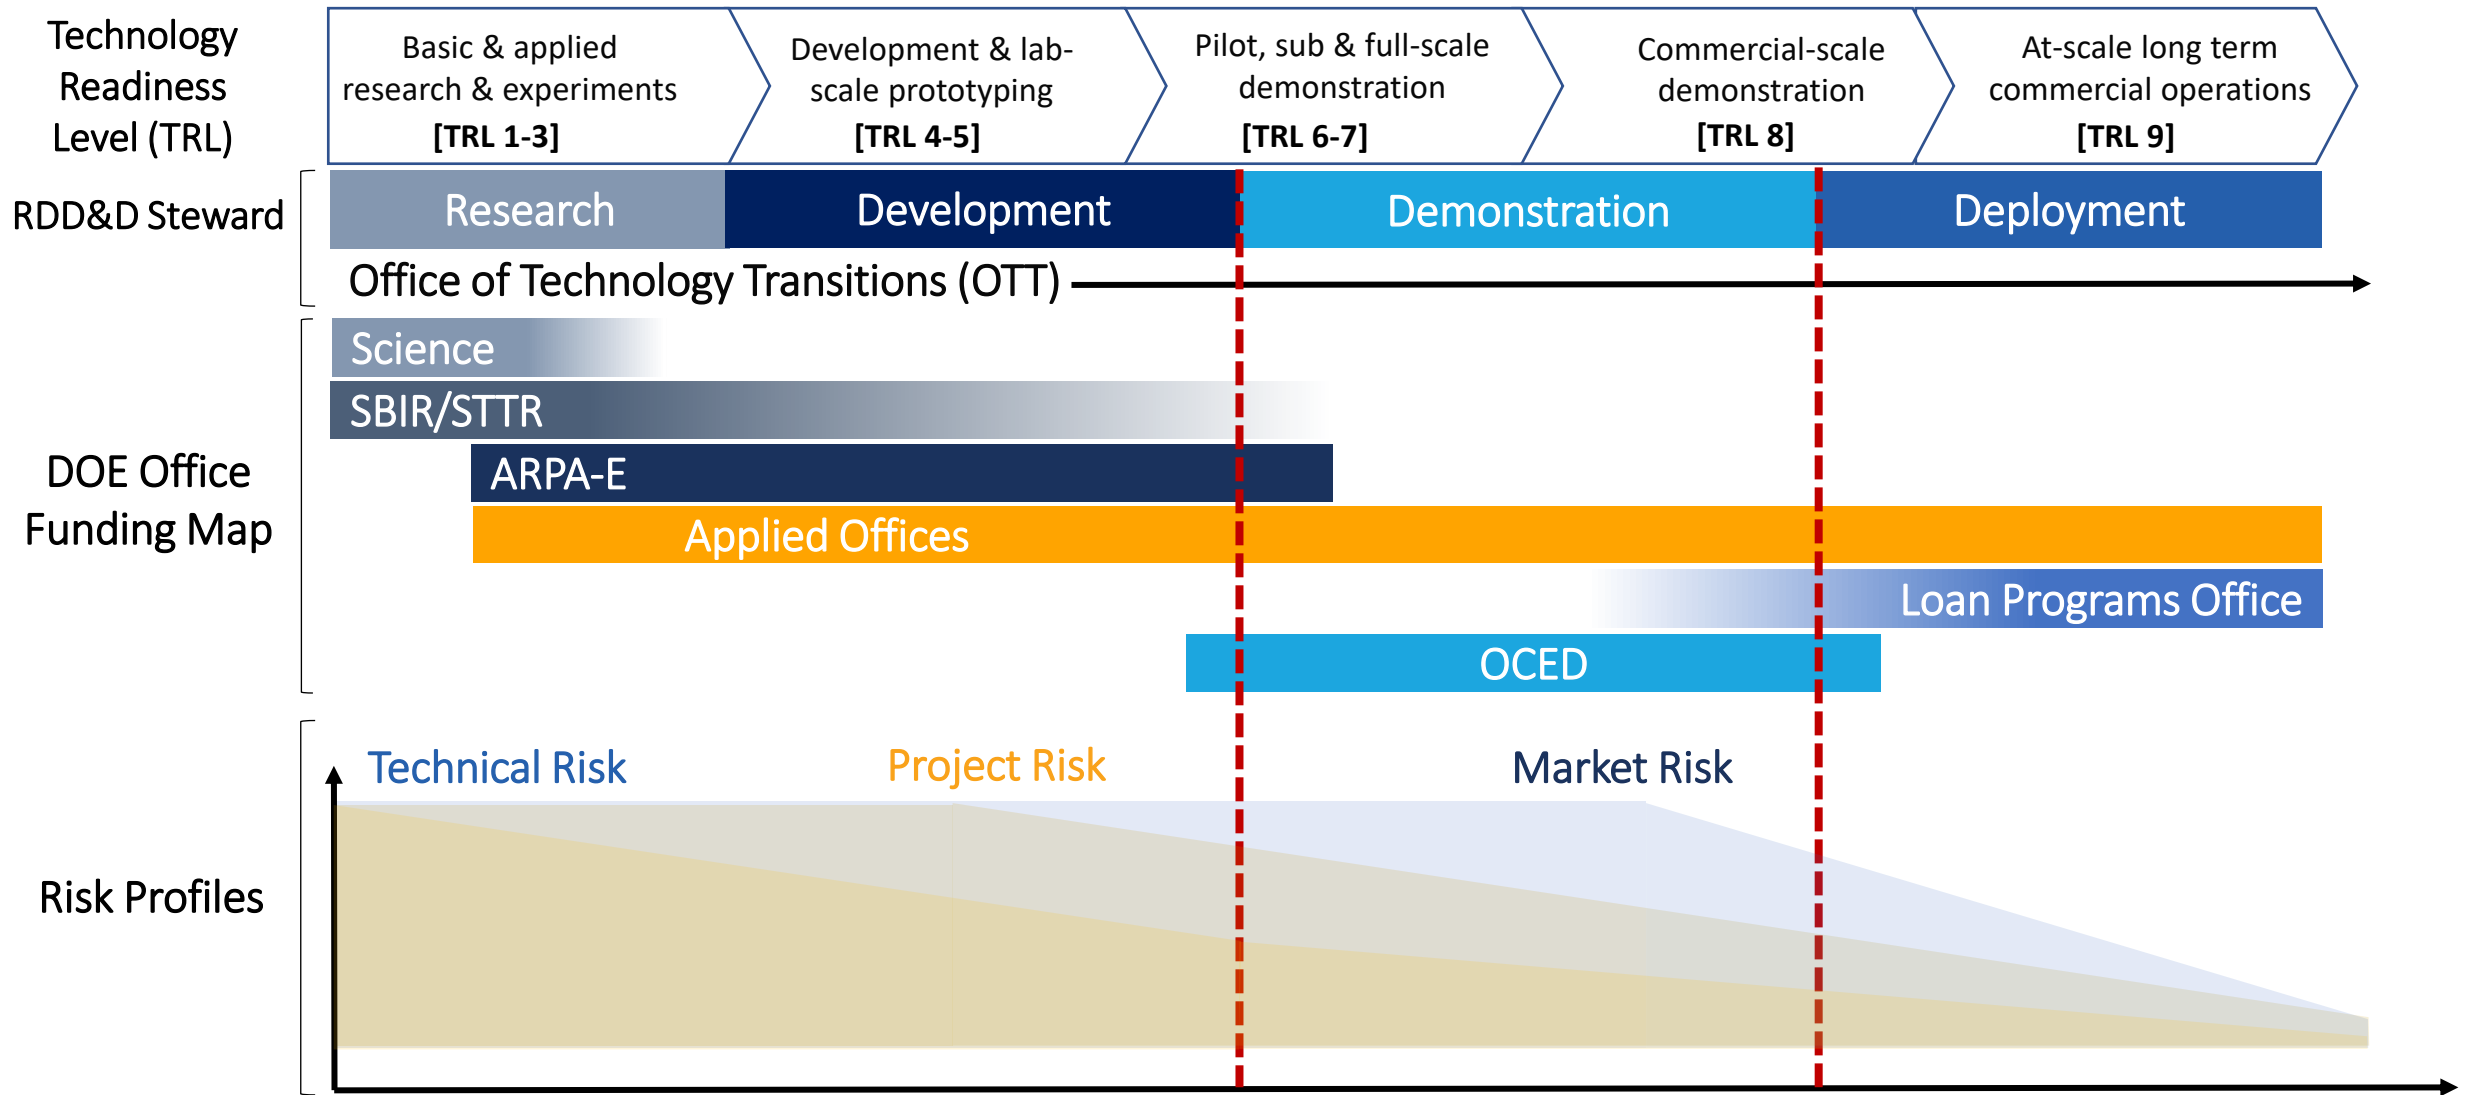 Technology
Readiness
Level (TRL)
Basic & applied
research & experiments
[TRL 1-3]
Development & lab-
scale prototyping
[TRL 4-5]
Pilot, sub & full-scale
demonstration
[TRL 6-7]
Commercial-scale
demonstration
[TRL 8]
At-scale long term
commercial operations
[TRL 9]
RDD&D Steward
Research
Development
Demonstration
Deployment
Office of Technology Transitions (OTT)
DOE Office
Funding Map
Science
SBIR/STTR
ARPA-E
Applied Offices
Loan Programs Office
OCED
Risk Profiles
Technical Risk
Project Risk
Market Risk